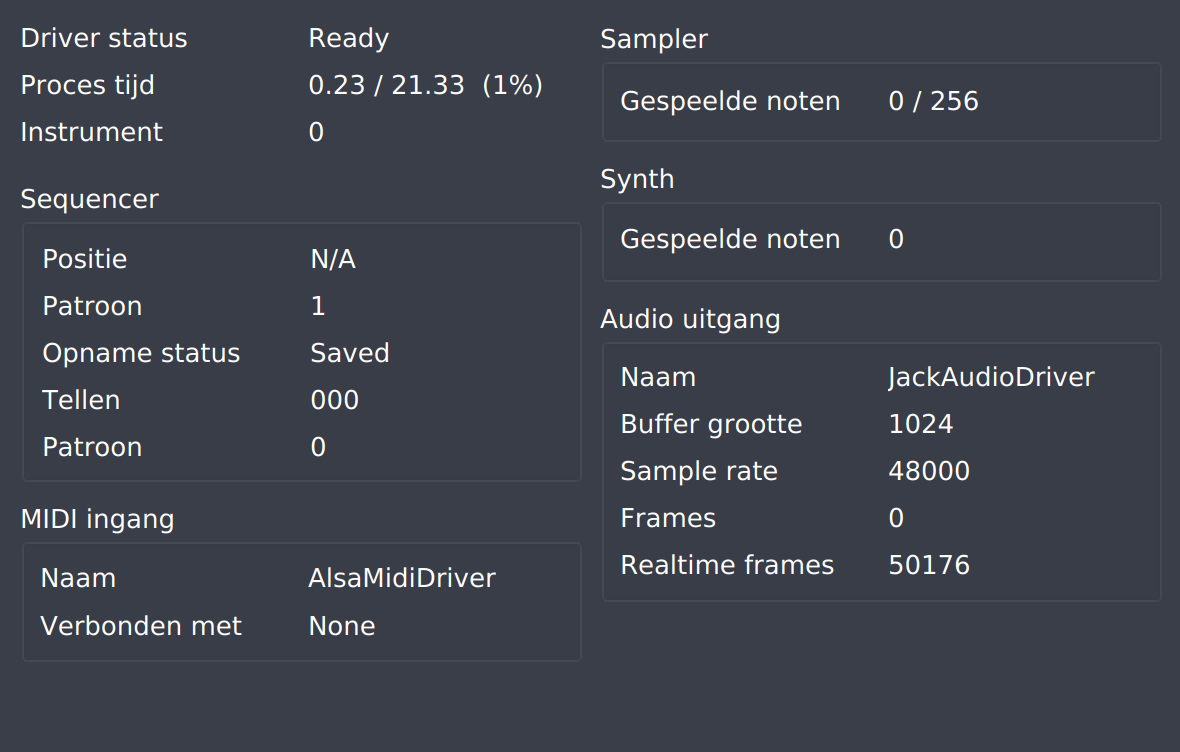 Driver status Ready
Proces tijd 0.23 / 21.33 (1%)
Instrument 0
Sequencer
Positie N/A
Patroon 1
Opname status Saved
Tellen 000
Patroon 0
MIDI ingang
Naam AlsaMidiDriver
Verbonden met None
Sampler
Gespeelde noten 0 / 256
Synth
Gespeelde noten 0
Audio uitgang
Naam JackAudioDriver
Buffer grootte 1024
Sample rate 48000
Frames 0
Realtime frames 50176